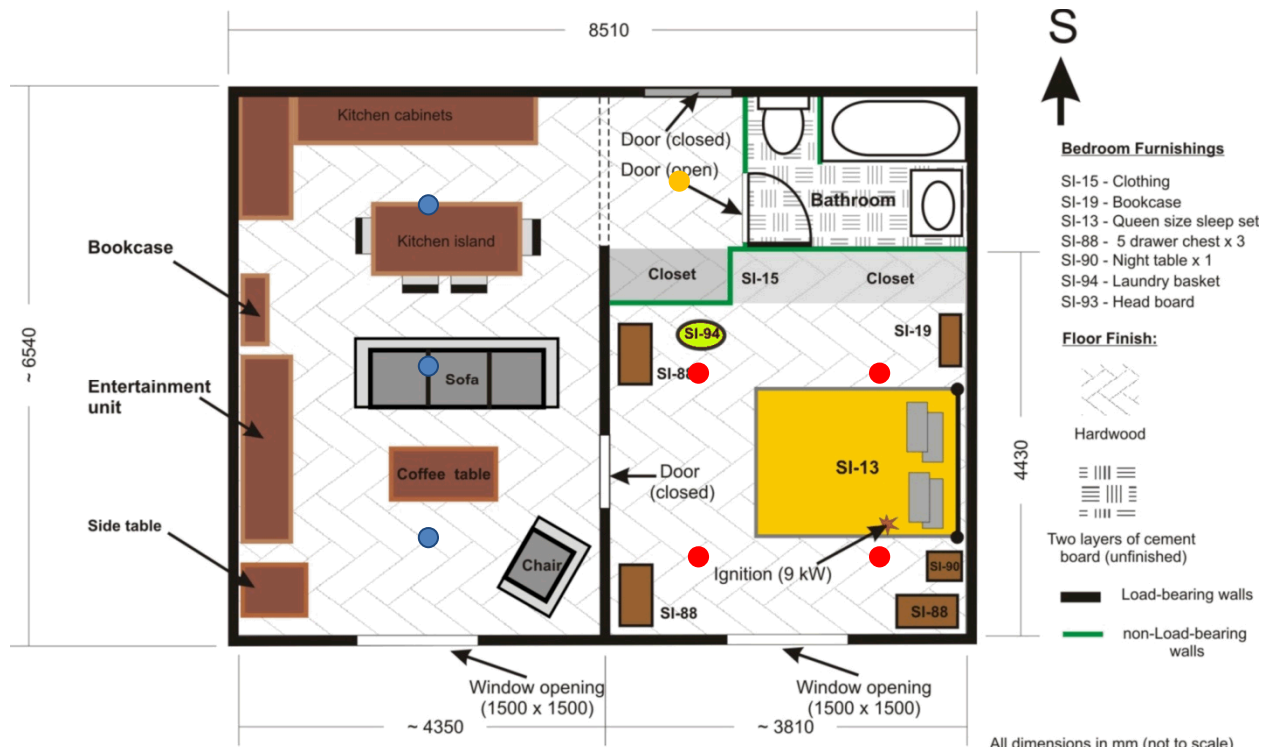 8510
S
Kitchen cabinets
Door (closed)
Door (open)
Bedroom Furnishings
SI-15 - Clothing
SI-19 - Bookcase
SI-13 - Queen size sleep set
SI-88 - 5 drawer chest x 3
SI-90 - Night table x 1
SI-94 - Laundry basket
SI-93 - Head board
Bathroom
Bookcase
Kitchen island
Closet
SI-15
Closet
~ 6540
SI-94
SI-19
Floor Finish:
SI-88
Sofa
Entertainment
unit
Hardwood
4430
Coffee table
Door
(closed)
SI-13
Side table
Two layers of cement
board (unfinished)
Chair
Ignition (9 kW)
SI-90
Load-bearing walls
SI-88
SI-88
non-Load-bearing
walls
Window opening
(1500 x 1500)
Window opening
(1500 x 1500)
~ 4350
~ 3810
All dimensions in mm (not to scale)